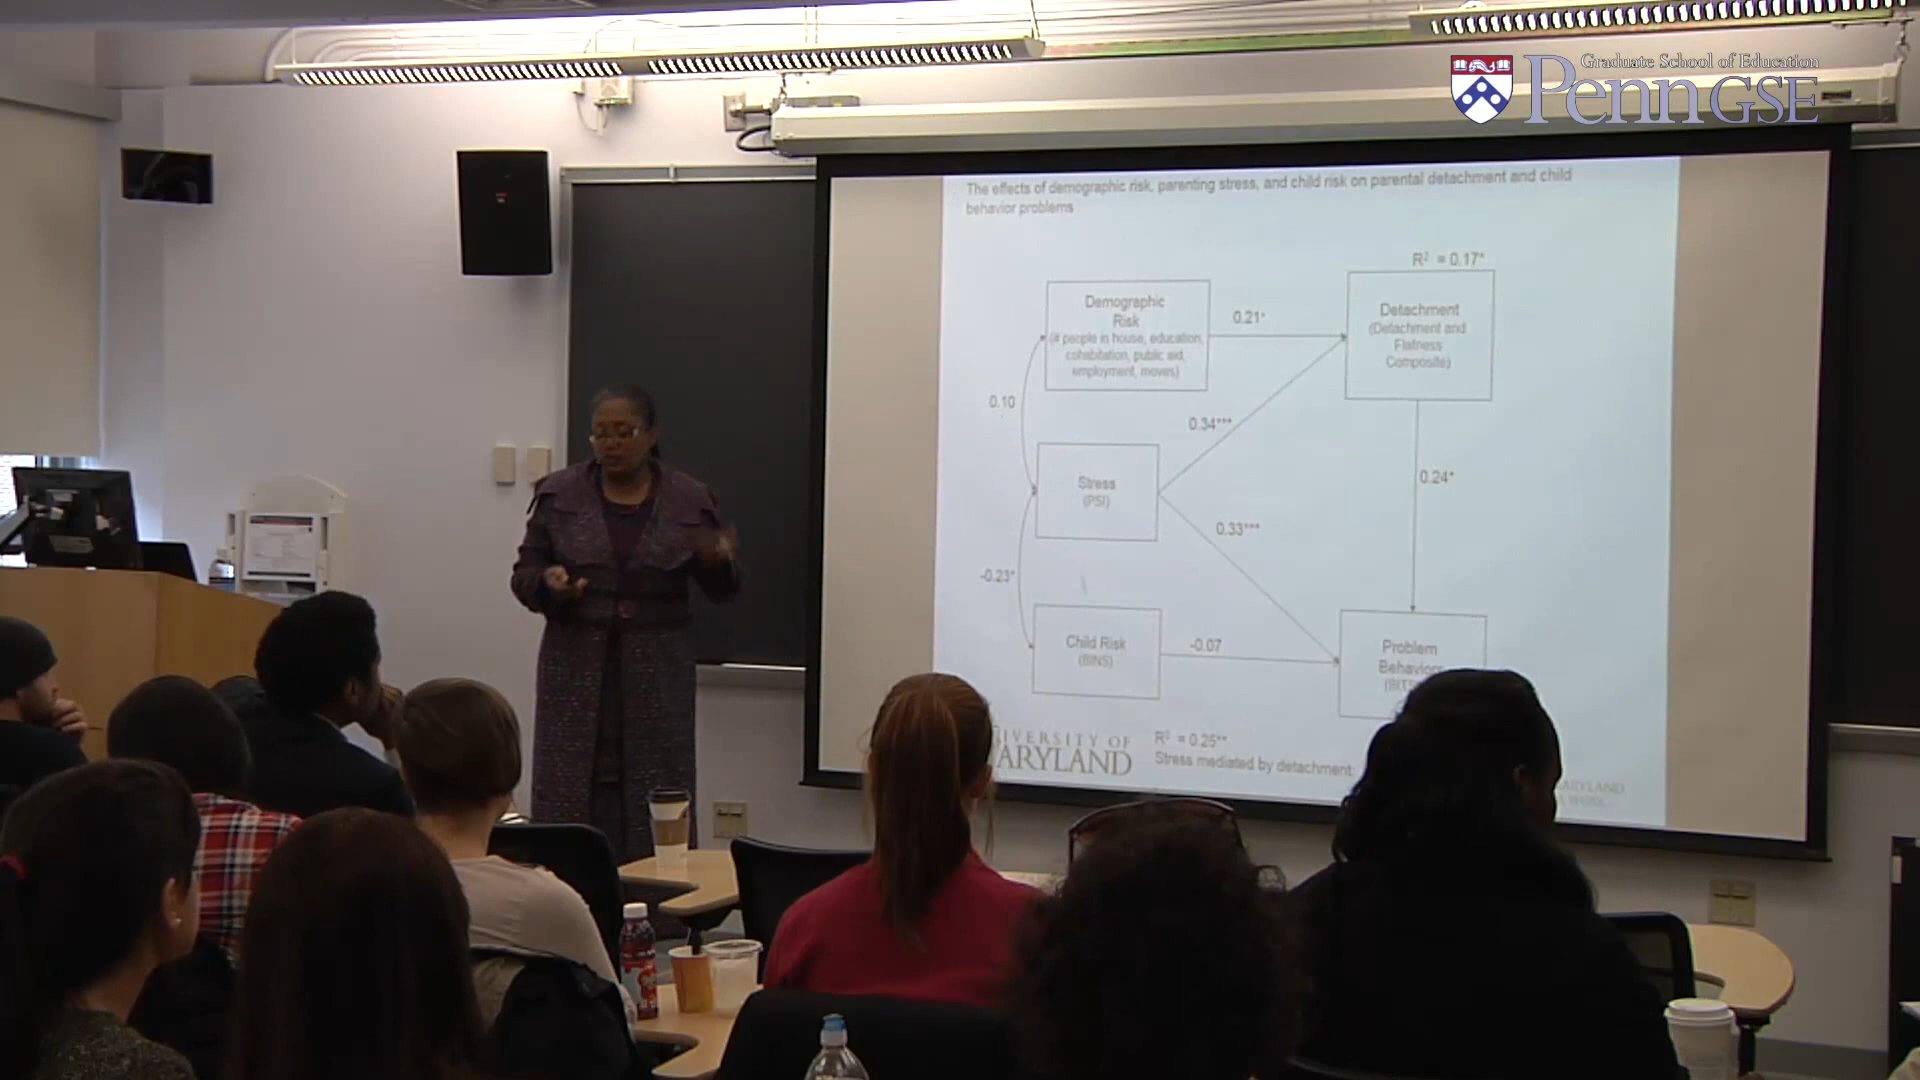 Graduate School of Education
Penn GSE
The effects of demographic risk, parenting stress, and child risk on parental detachment and child
behavior problems
R² = 0.17*
Demographic
Risk
(# people in house, education,
cohabitation, public aid,
employment, moves)
0.21*
Detachment
(Detachment and
Flatness
Composite)
0.10
0.34***
Stress
(PSI)
0.24*
0.33***
-0.23*
Child Risk
(BINS)
-0.07
Problem
Behaviors
R² = 0.25**
Stress mediated by detachment:
IVERSITY OF
ARYLAND
ARYLAND